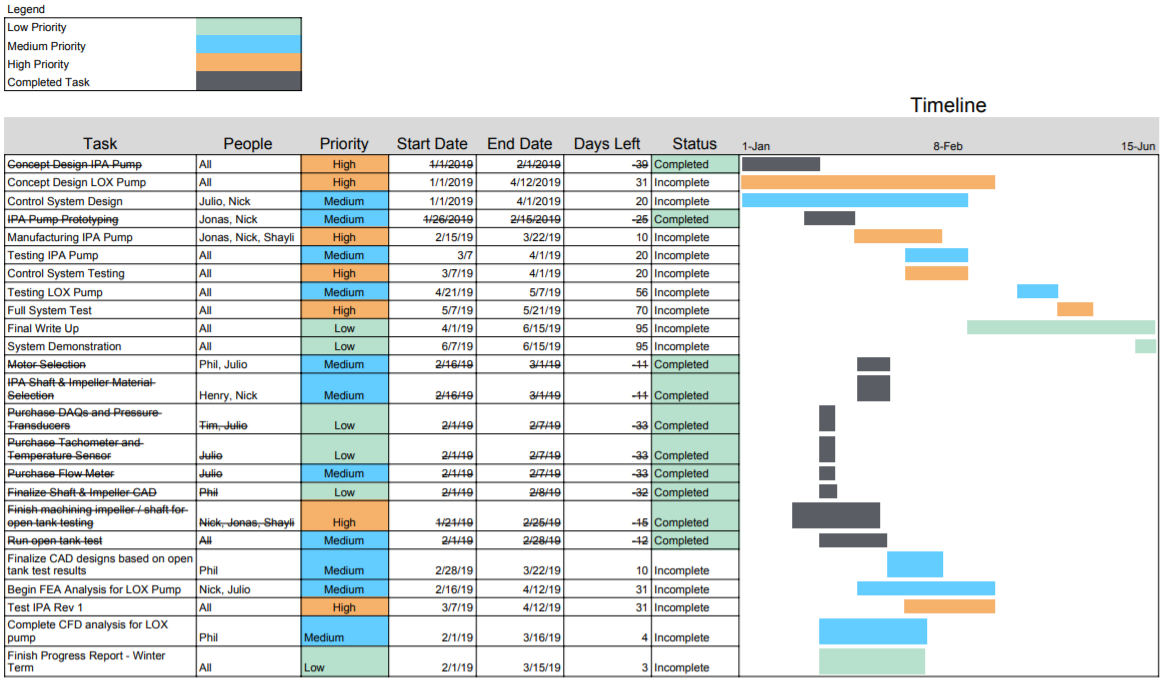 Legend
Low Priority
Medium Priority
High Priority
Completed Task
Timeline
Task People Priority Start Date End Date Days Left Status 1-Jan 8-Feb 15-Jun
Concept Design IPA Pump All High 1/1/2019 2/1/2019 -39 Completed
Concept Design LOX Pump All High 1/1/2019 4/12/2019 31 Incomplete
Control System Design Julio, Nick Medium 1/1/2019 4/1/2019 20 Incomplete
IPA Pump Prototyping Jonas, Nick Medium 1/26/2019 2/15/2019 -25 Completed
Manufacturing IPA Pump Jonas, Nick, Shayli High 2/15/19 3/22/19 10 Incomplete
Testing IPA Pump All Medium 3/7 4/1/19 20 Incomplete
Control System Testing All High 3/7/19 4/1/19 20 Incomplete
Testing LOX Pump All Medium 4/21/19 5/7/19 56 Incomplete
Full System Test All High 5/7/19 5/21/19 70 Incomplete
Final Write Up All Low 4/1/19 6/15/19 95 Incomplete
System Demonstration All Low 6/7/19 6/15/19 95 Incomplete
Motor Selection Phil, Julio Medium 2/16/19 3/1/19 -11 Completed
IPA Shaft & Impeller Material
Selection Henry, Nick Medium 2/16/19 3/1/19 -11 Completed
Purchase DAQs and Pressure
Transducers Tim, Julio Low 2/1/19 2/7/19 -33 Completed
Purchase Tachometer and
Temperature Sensor Julio Low 2/1/19 2/7/19 -33 Completed
Purchase Flow Meter Julio Medium 2/1/19 2/7/19 -33 Completed
Finalize Shaft & Impeller CAD Phil Low 2/1/19 2/8/19 -32 Completed
Finish machining impeller / shaft for
open tank testing Nick, Jonas, Shayli High 1/21/19 2/25/19 -15 Completed
Run open tank test All Medium 2/1/19 2/28/19 -12 Completed
Finalize CAD designs based on open
tank test results Phil Medium 2/28/19 3/22/19 10 Incomplete
Begin FEA Analysis for LOX Pump Nick, Julio Medium 2/16/19 4/12/19 31 Incomplete
Test IPA Rev 1 All High 3/7/19 4/12/19 31 Incomplete
Complete CFD analysis for LOX
pump Phil Medium 2/1/19 3/16/19 4 Incomplete
Finish Progress Report - Winter
Term All Low 2/1/19 3/15/19 3 Incomplete